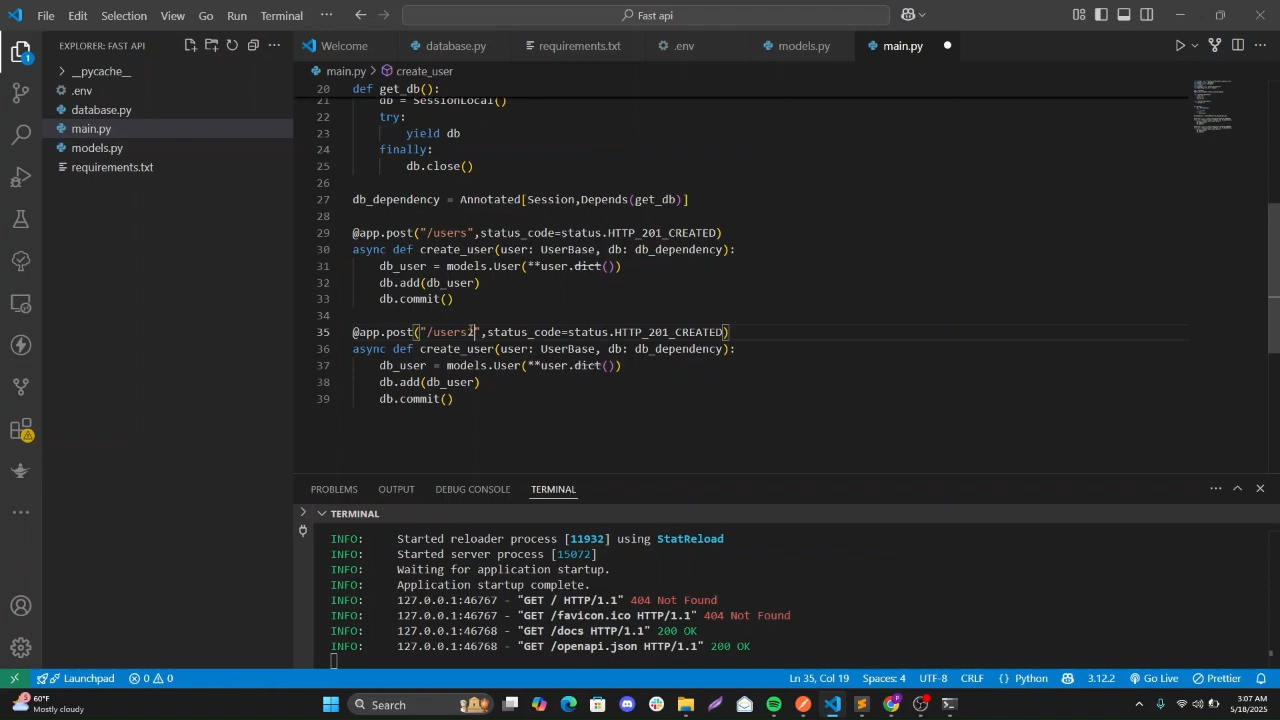 File Edit Selection View Go Run Terminal ··· Fast api
EXPLORER: FAST API
__pycache__
.env
database.py
main.py
models.py
requirements.txt
Welcome database.py requirements.txt .env models.py main.py
main.py > create_user
20 def get_db():
21 db = SessionLocal()
22 try:
23 yield db
24 finally:
25 db.close()
26
27 db_dependency = Annotated[Session,Depends(get_db)]
28
29 @app.post("/users",status_code=status.HTTP_201_CREATED)
30 async def create_user(user: UserBase, db: db_dependency):
31 db_user = models.User(**user.dict())
32 db.add(db_user)
33 db.commit()
34
35 @app.post("/users2",status_code=status.HTTP_201_CREATED)
36 async def create_user(user: UserBase, db: db_dependency):
37 db_user = models.User(**user.dict())
38 db.add(db_user)
39 db.commit()
PROBLEMS OUTPUT DEBUG CONSOLE TERMINAL
TERMINAL
INFO: Started reloader process [11932] using StatReload
INFO: Started server process [15072]
INFO: Waiting for application startup.
INFO: Application startup complete.
INFO: 127.0.0.1:46767 - "GET / HTTP/1.1" 404 Not Found
INFO: 127.0.0.1:46767 - "GET /favicon.ico HTTP/1.1" 404 Not Found
INFO: 127.0.0.1:46768 - "GET /docs HTTP/1.1" 200 OK
INFO: 127.0.0.1:46768 - "GET /openapi.json HTTP/1.1" 200 OK
Launchpad 0 0 Ln 35, Col 19 Spaces: 4 UTF-8 CRLF { } Python 3.12.2 Go Live Prettier
60°F
Mostly cloudy
Search
3:07 AM
5/18/2025